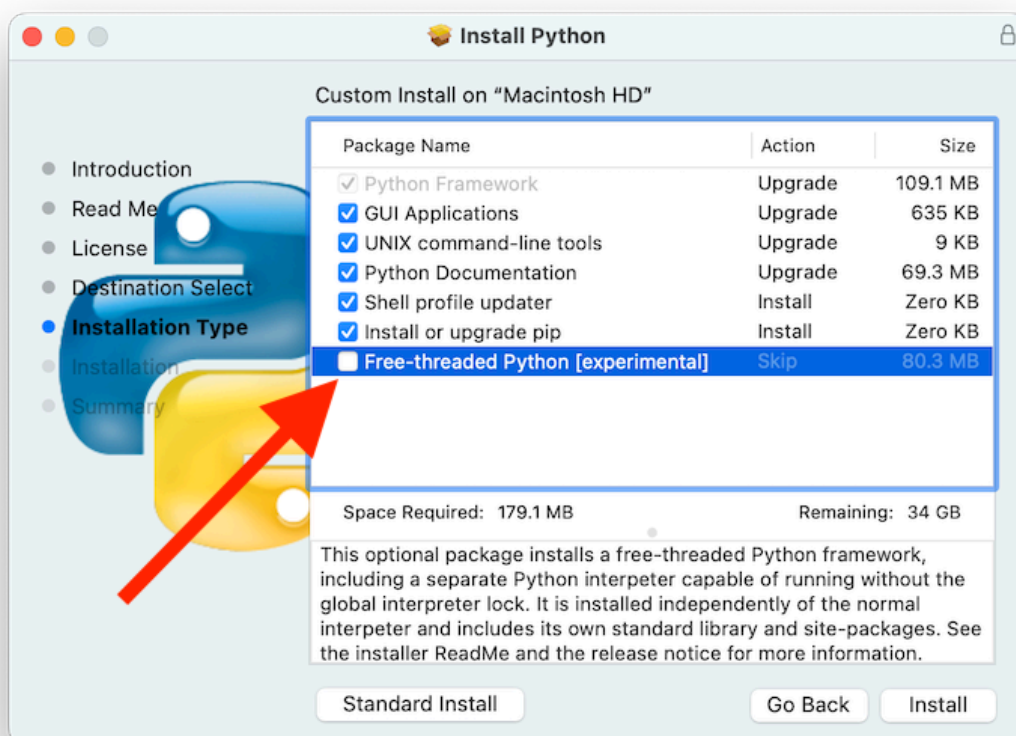 Install Python
Custom Install on “Macintosh HD”
Introduction
Read Me
License
Destination Select
Installation Type
Installation
Summary
Package Name Action Size
Python Framework Upgrade 109.1 MB
GUI Applications Upgrade 635 KB
UNIX command-line tools Upgrade 9 KB
Python Documentation Upgrade 69.3 MB
Shell profile updater Install Zero KB
Install or upgrade pip Install Zero KB
Free-threaded Python [experimental] Skip 80.3 MB
Space Required: 179.1 MB Remaining: 34 GB
This optional package installs a free-threaded Python framework,
including a separate Python interpeter capable of running without the
global interpreter lock. It is installed independently of the normal
interpeter and includes its own standard library and site-packages. See
the installer ReadMe and the release notice for more information.
Standard Install Go Back Install